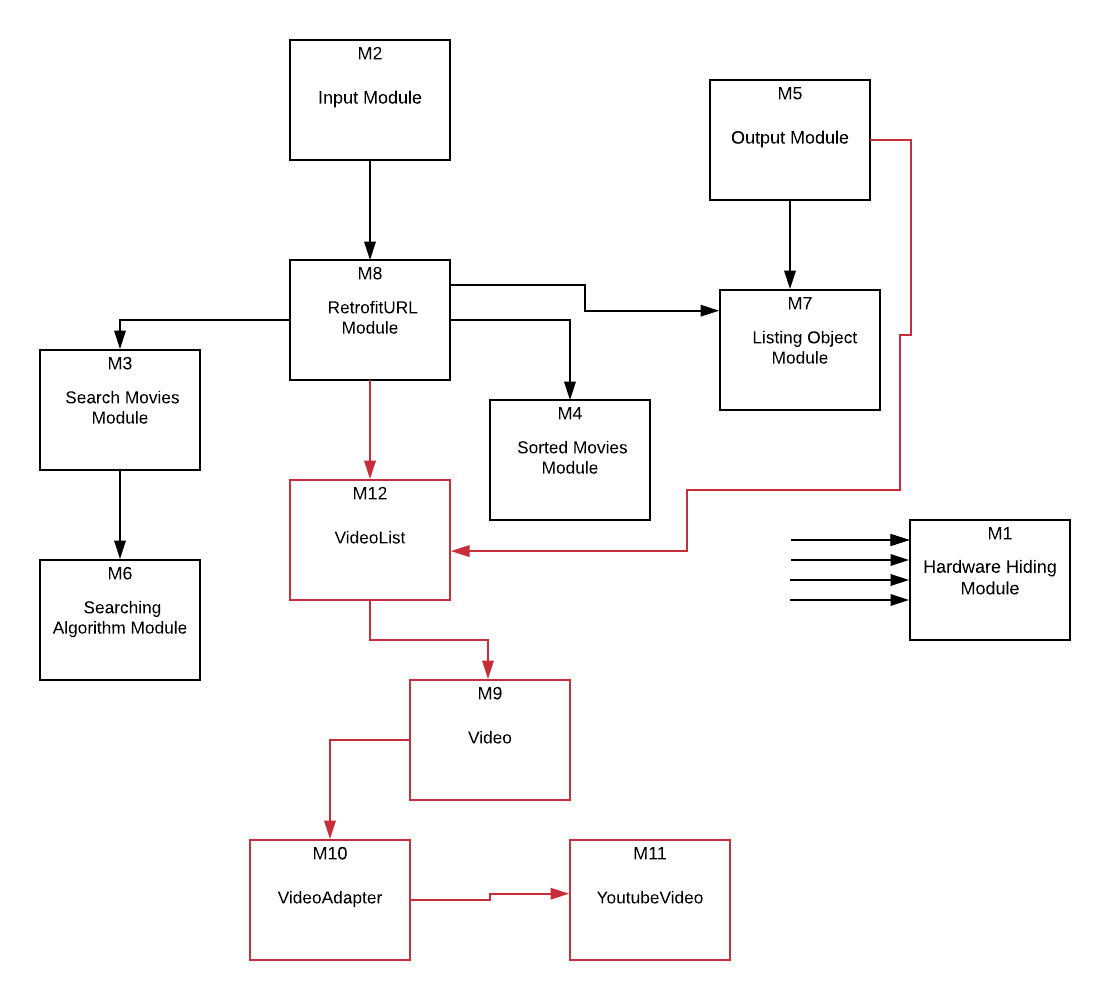 M2
Input Module
M5
Output Module
M8
RetrofitURL
Module
M7
Listing Object
Module
M3
Search Movies
Module
M4
Sorted Movies
Module
M12
VideoList
M1
Hardware Hiding
Module
M6
Searching
Algorithm Module
M9
Video
M10
VideoAdapter
M11
YoutubeVideo